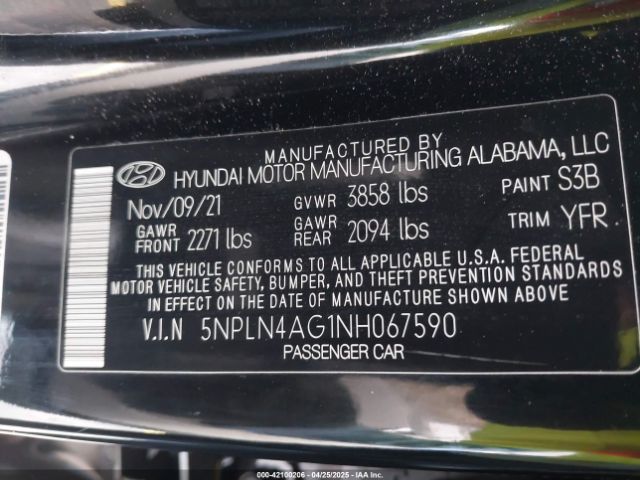 MANUFACTURED BY
HYUNDAI MOTOR MANUFACTURING ALABAMA, LLC
Nov/09/21 GVWR 3858 lbs PAINT S3B
GAWR FRONT 2271 lbs GAWR REAR 2094 lbs TRIM YFR
THIS VEHICLE CONFORMS TO ALL APPLICABLE U.S.A. FEDERAL
MOTOR VEHICLE SAFETY, BUMPER, AND THEFT PREVENTION STANDARDS
IN EFFECT ON THE DATE OF MANUFACTURE SHOWN ABOVE
V.I.N 5NPLN4AG1NH067590
PASSENGER CAR
000-42100206 - 04/25/2025 - IAA Inc.